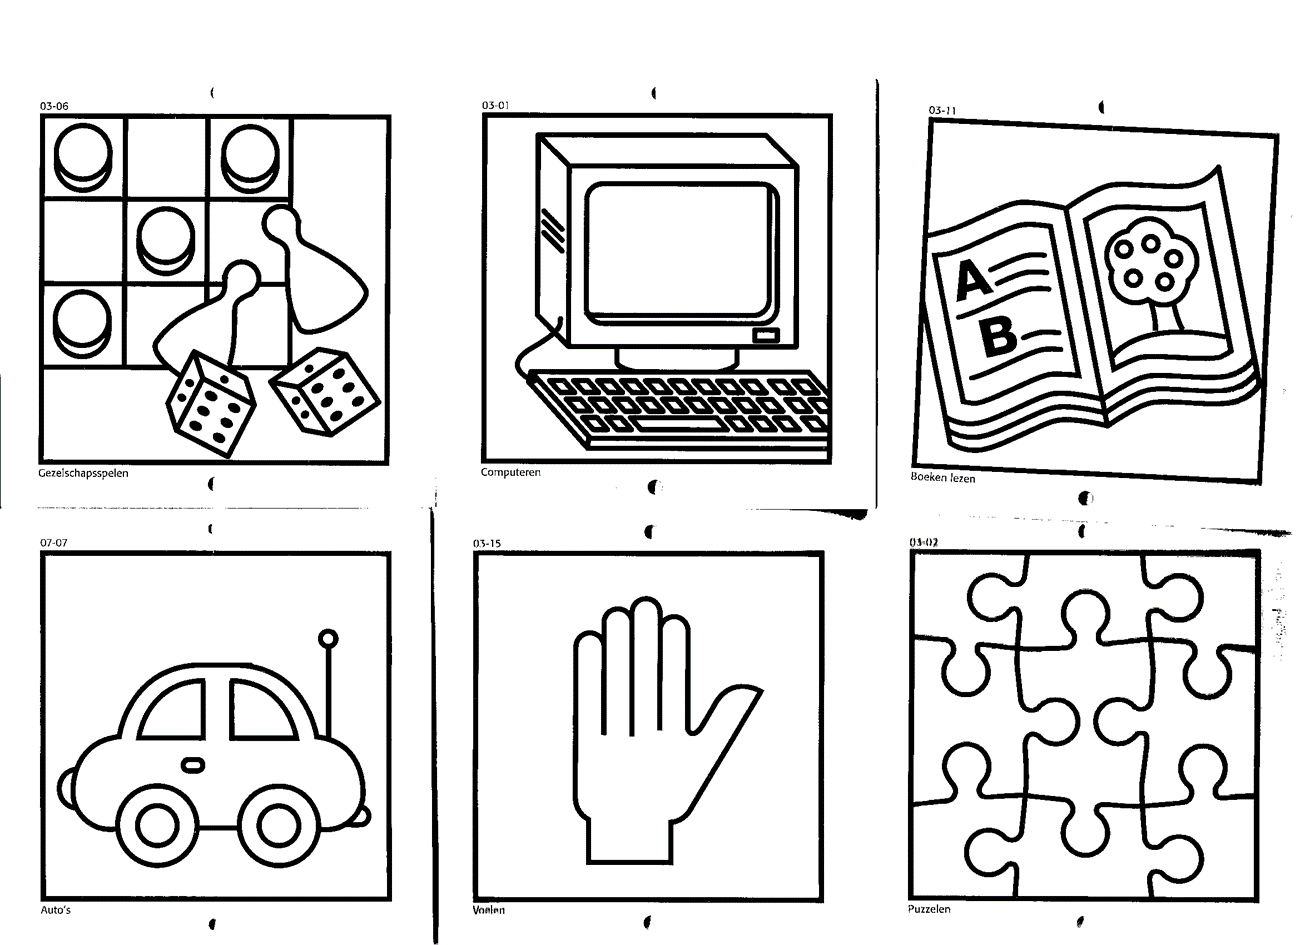 03-06
03-01
03-11
A
B
Gezelschapsspelen
Computeren
Boeken lezen
07-07
03-15
03-02
Auto's
Voelen
Puzzelen